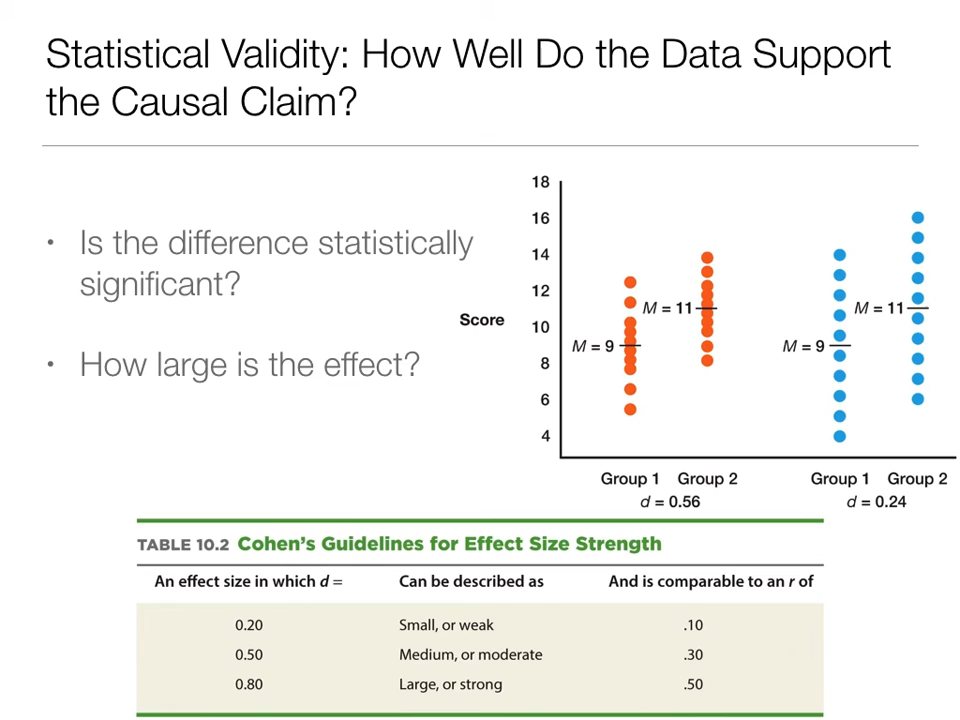 Statistical Validity: How Well Do the Data Support
the Causal Claim?
• Is the difference statistically
significant?
• How large is the effect?
18
16
14
12
10
8
6
4
Score
M = 9
M = 11
M = 9
M = 11
Group 1 Group 2
d = 0.56
Group 1 Group 2
d = 0.24
TABLE 10.2 Cohen's Guidelines for Effect Size Strength
An effect size in which d = Can be described as And is comparable to an r of
0.20 Small, or weak .10
0.50 Medium, or moderate .30
0.80 Large, or strong .50